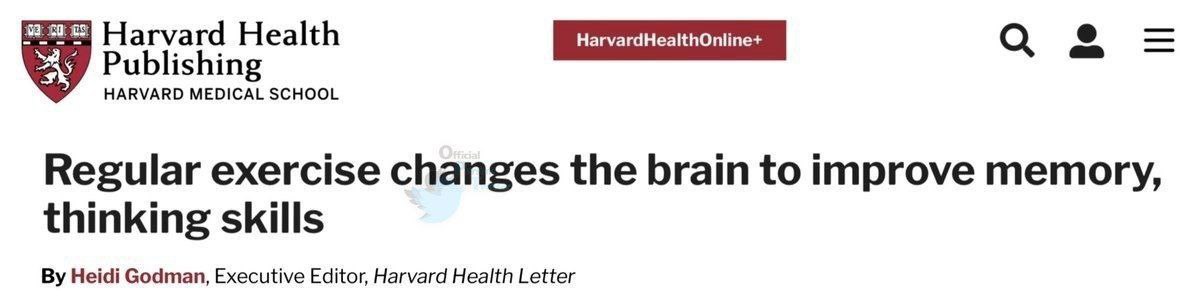 VE RI TAS
Harvard Health
Publishing
HARVARD MEDICAL SCHOOL
HarvardHealthOnline+
Official
Regular exercise changes the brain to improve memory,
thinking skills
By Heidi Godman, Executive Editor, Harvard Health Letter